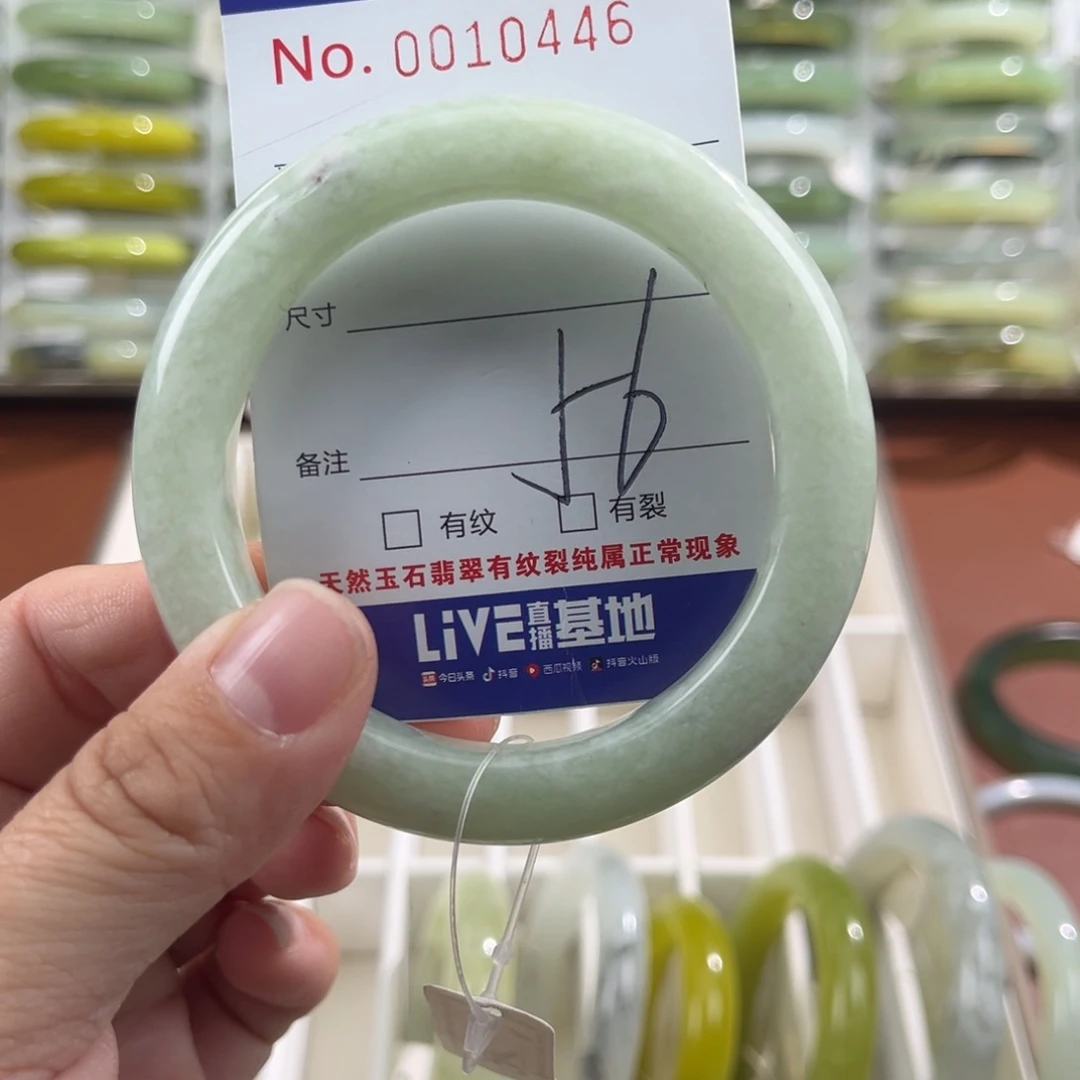 No. 0010446
尺寸
56
备注
有纹 有裂
天然玉石翡翠有纹裂纯属正常现象
LiVE直播基地
今日头条 抖音 西瓜视频 抖音火山版